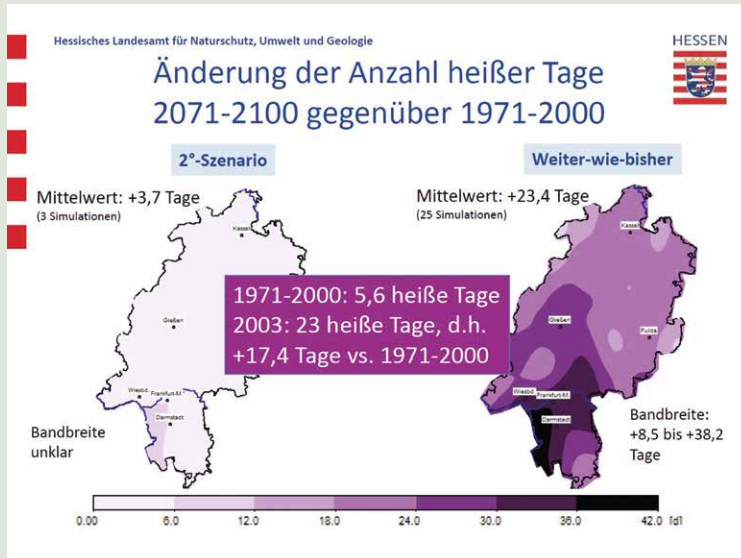 Hessisches Landesamt für Naturschutz, Umwelt und Geologie
HESSEN
Änderung der Anzahl heißer Tage
2071-2100 gegenüber 1971-2000
2°-Szenario
Mittelwert: +3,7 Tage
(3 Simulationen)
Kassel
Gießen
Wiesbd.
Frankfurt-M.
Darmstadt
Bandbreite
unklar
1971-2000: 5,6 heiße Tage
2003: 23 heiße Tage, d.h.
+17,4 Tage vs. 1971-2000
Weiter-wie-bisher
Mittelwert: +23,4 Tage
(25 Simulationen)
Kassel
Gießen
Fulda
Wiesbd.
Frankfurt-M.
Darmstadt
Bandbreite:
+8,5 bis +38,2
Tage
0.00 6.0 12.0 18.0 24.0 30.0 36.0 42.0 [d]